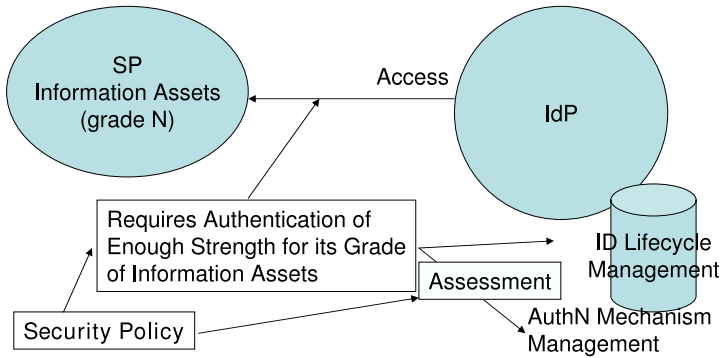 SP
Information Assets
(grade N)
Access
IdP
Requires Authentication of
Enough Strength for its Grade
of Information Assets
ID Lifecycle
Management
Assessment
Security Policy
AuthN Mechanism
Management